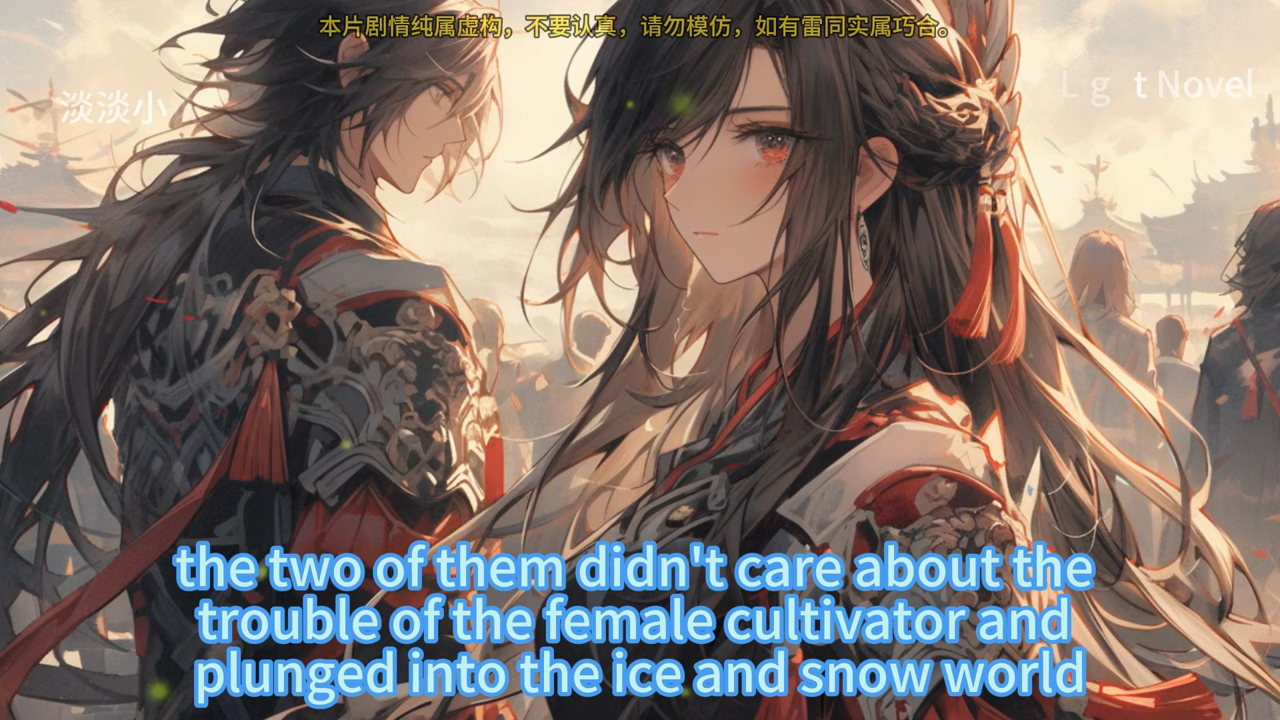 本片剧情纯属虚构，不要认真，请勿模仿，如有雷同实属巧合。
淡淡小
L g t Novel
the two of them didn't care about the
trouble of the female cultivator and
plunged into the ice and snow world